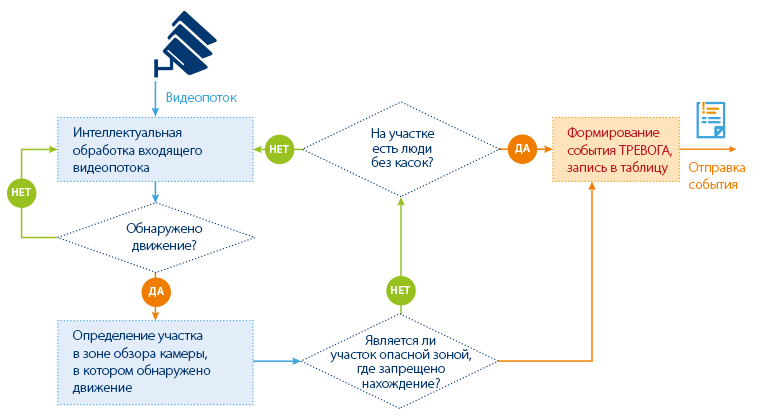 Видеопоток
Интеллектуальная
обработка входящего
видеопотока
НЕТ
Обнаружено
движение?
ДА
Определение участка
в зоне обзора камеры,
в котором обнаружено
движение
Является ли
участок опасной зоной,
где запрещено
нахождение?
НЕТ
На участке
есть люди
без касок?
НЕТ
ДА
Формирование
события ТРЕВОГА,
запись в таблицу
Отправка
события